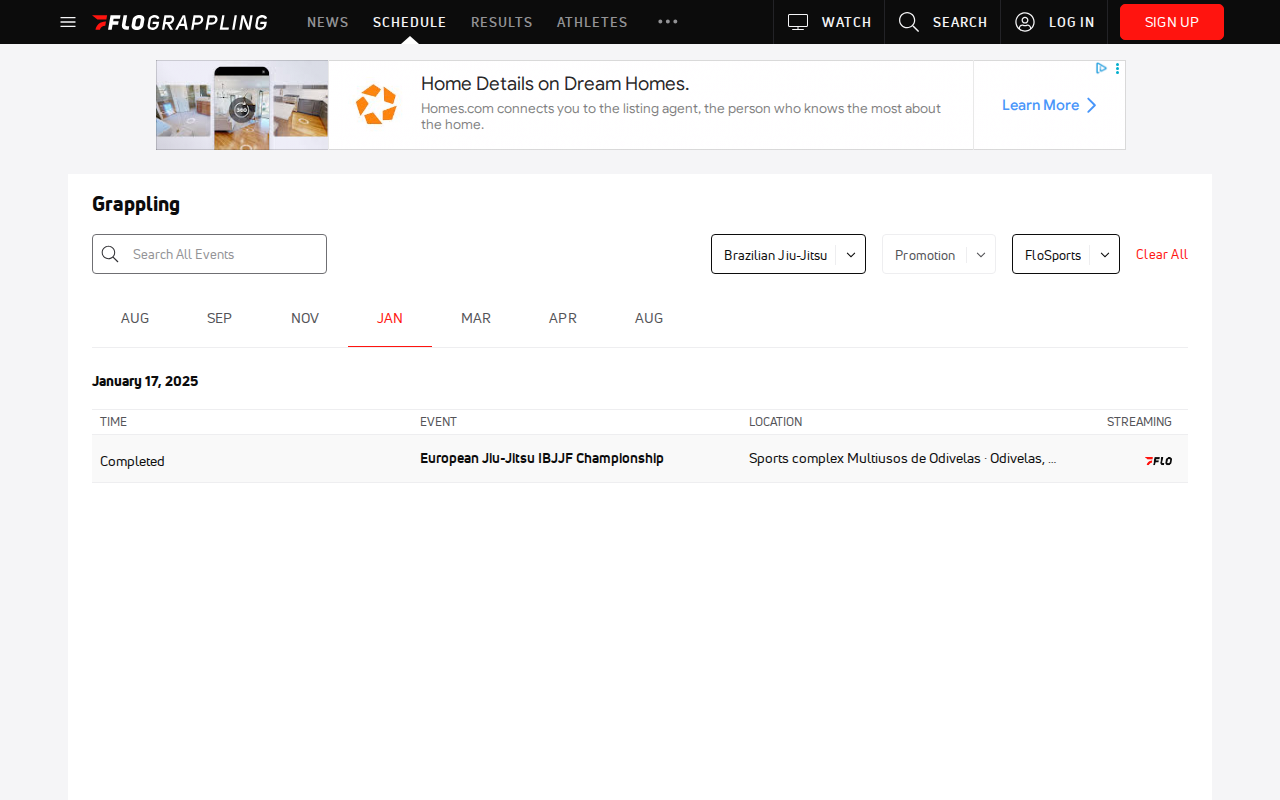 FLOGRAPPLING NEWS SCHEDULE RESULTS ATHLETES ••• WATCH SEARCH LOG IN SIGN UP
360
Home Details on Dream Homes.
Homes.com connects you to the listing agent, the person who knows the most about
the home.
Learn More
Grappling
Search All Events Brazilian Jiu-Jitsu Promotion FloSports Clear All
AUG SEP NOV JAN MAR APR AUG
January 17, 2025
TIME EVENT LOCATION STREAMING
Completed European Jiu-Jitsu IBJJF Championship Sports complex Multiusos de Odivelas · Odivelas, ... FLO